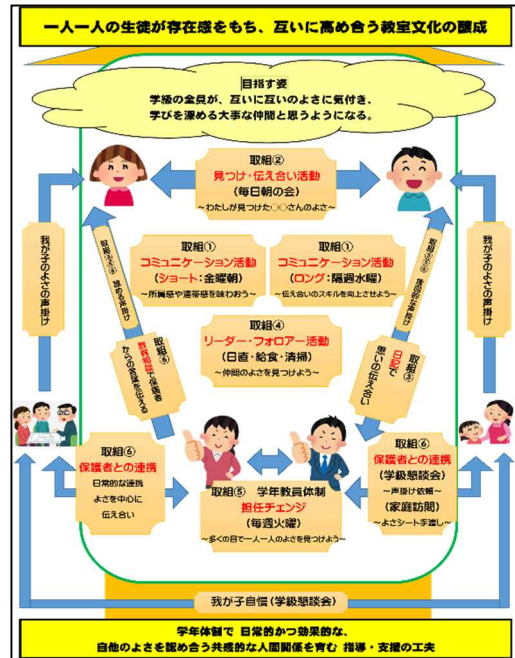 一人一人の生徒が存在感をもち、互いに高め合う教室文化の醸成
目指す姿
学級の全員が、互いに互いのよさに気付き、
学びを深める大事な仲間と思うようになる。
取組②
見つけ・伝え合い活動
(毎日朝の会)
～わたしが見つけた○○さんのよさ～
我が子のよさの声掛け
我が子のよさの声掛け
取組①
コミュニケーション活動
(ショート:金曜朝)
～所属感や連帯感を味わおう～
取組①
コミュニケーション活動
(ロング:隔週水曜)
～伝え合いのスキルを向上させよう～
認める声掛け
声掛け
取組④
リーダー・フォロアー活動
(日直・給食・清掃)
～仲間のよさを見つけよう～
取組⑥
教育相談で保護者
からの言葉を伝える
取組③
日記で
思いの伝え合い
取組⑥
保護者との連携
日常的な連携
よさを中心に
伝え合い
取組⑥
保護者との連携
(学級懇談会)
～声掛け依頼～
(家庭訪問)
～よさシート手渡し～
取組⑤ 学年教員体制
担任チェンジ
(毎週火曜)
～多くの目で一人一人のよさを見つけよう～
我が子自慢(学級懇談会)
学年体制で 日常的かつ効果的な、
自他のよさを認め合う共感的な人間関係を育む 指導・支援の工夫